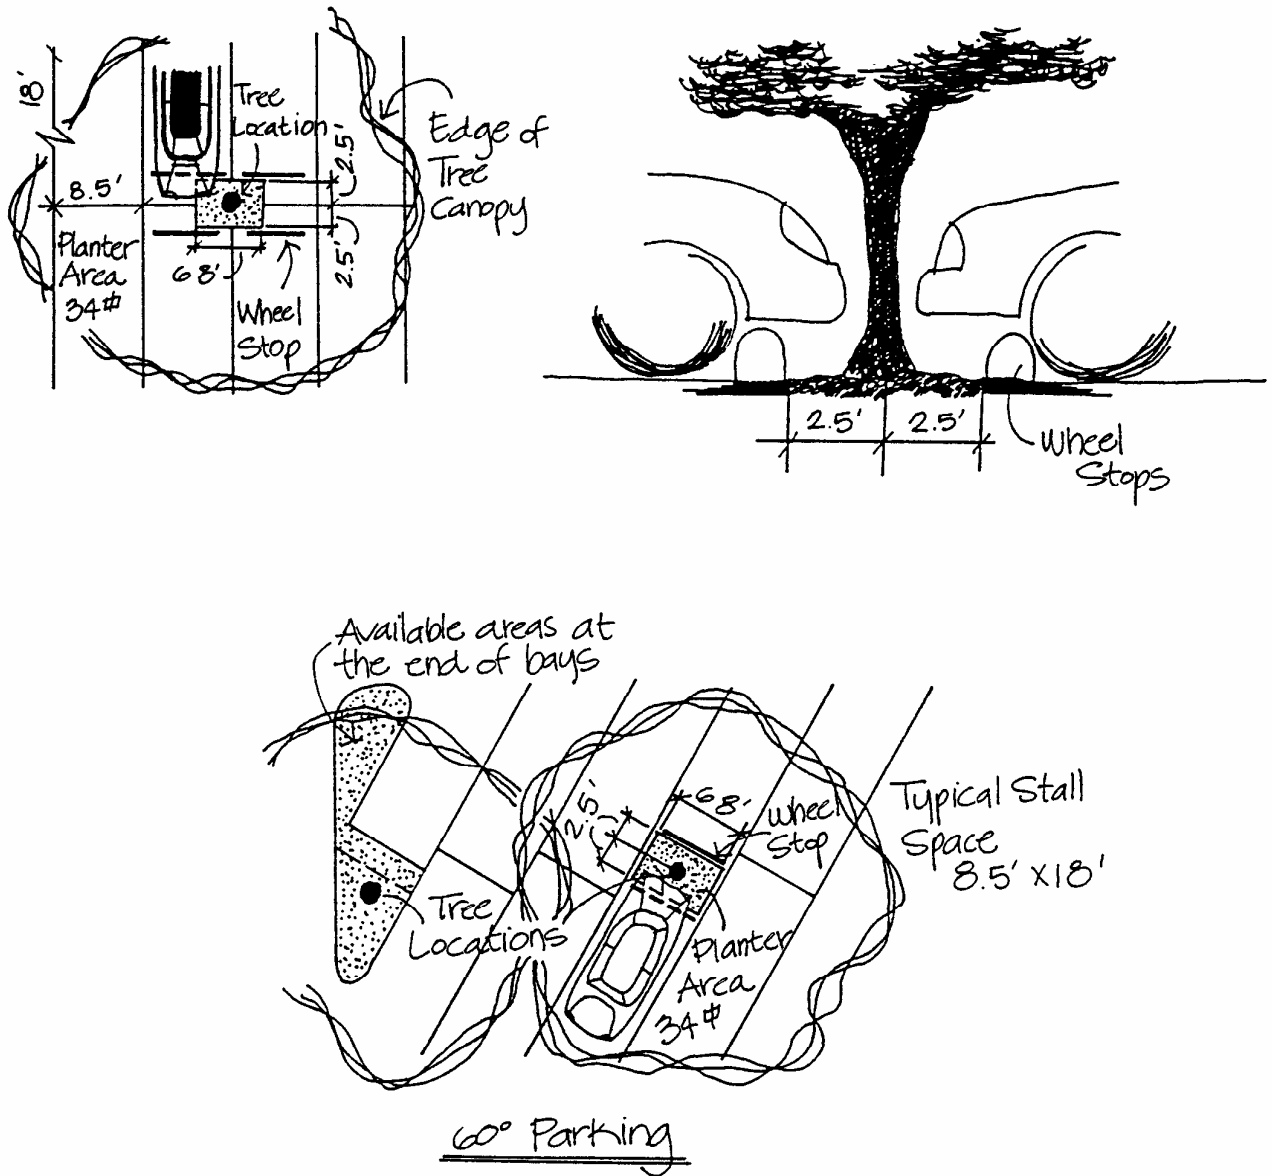 18'
Tree
Location
2.5'
Edge of
Tree
Canopy
8.5'
Planter
Area
34
6 8'
2.5'
Wheel
Stop
2.5' 2.5'
Wheel
Stops
Available areas at
the end of bays
Typical Stall
Space
8.5' X 18'
6 8'
2.5'
Wheel
Stop
Tree
Locations
Planter
Area
34
60° Parking